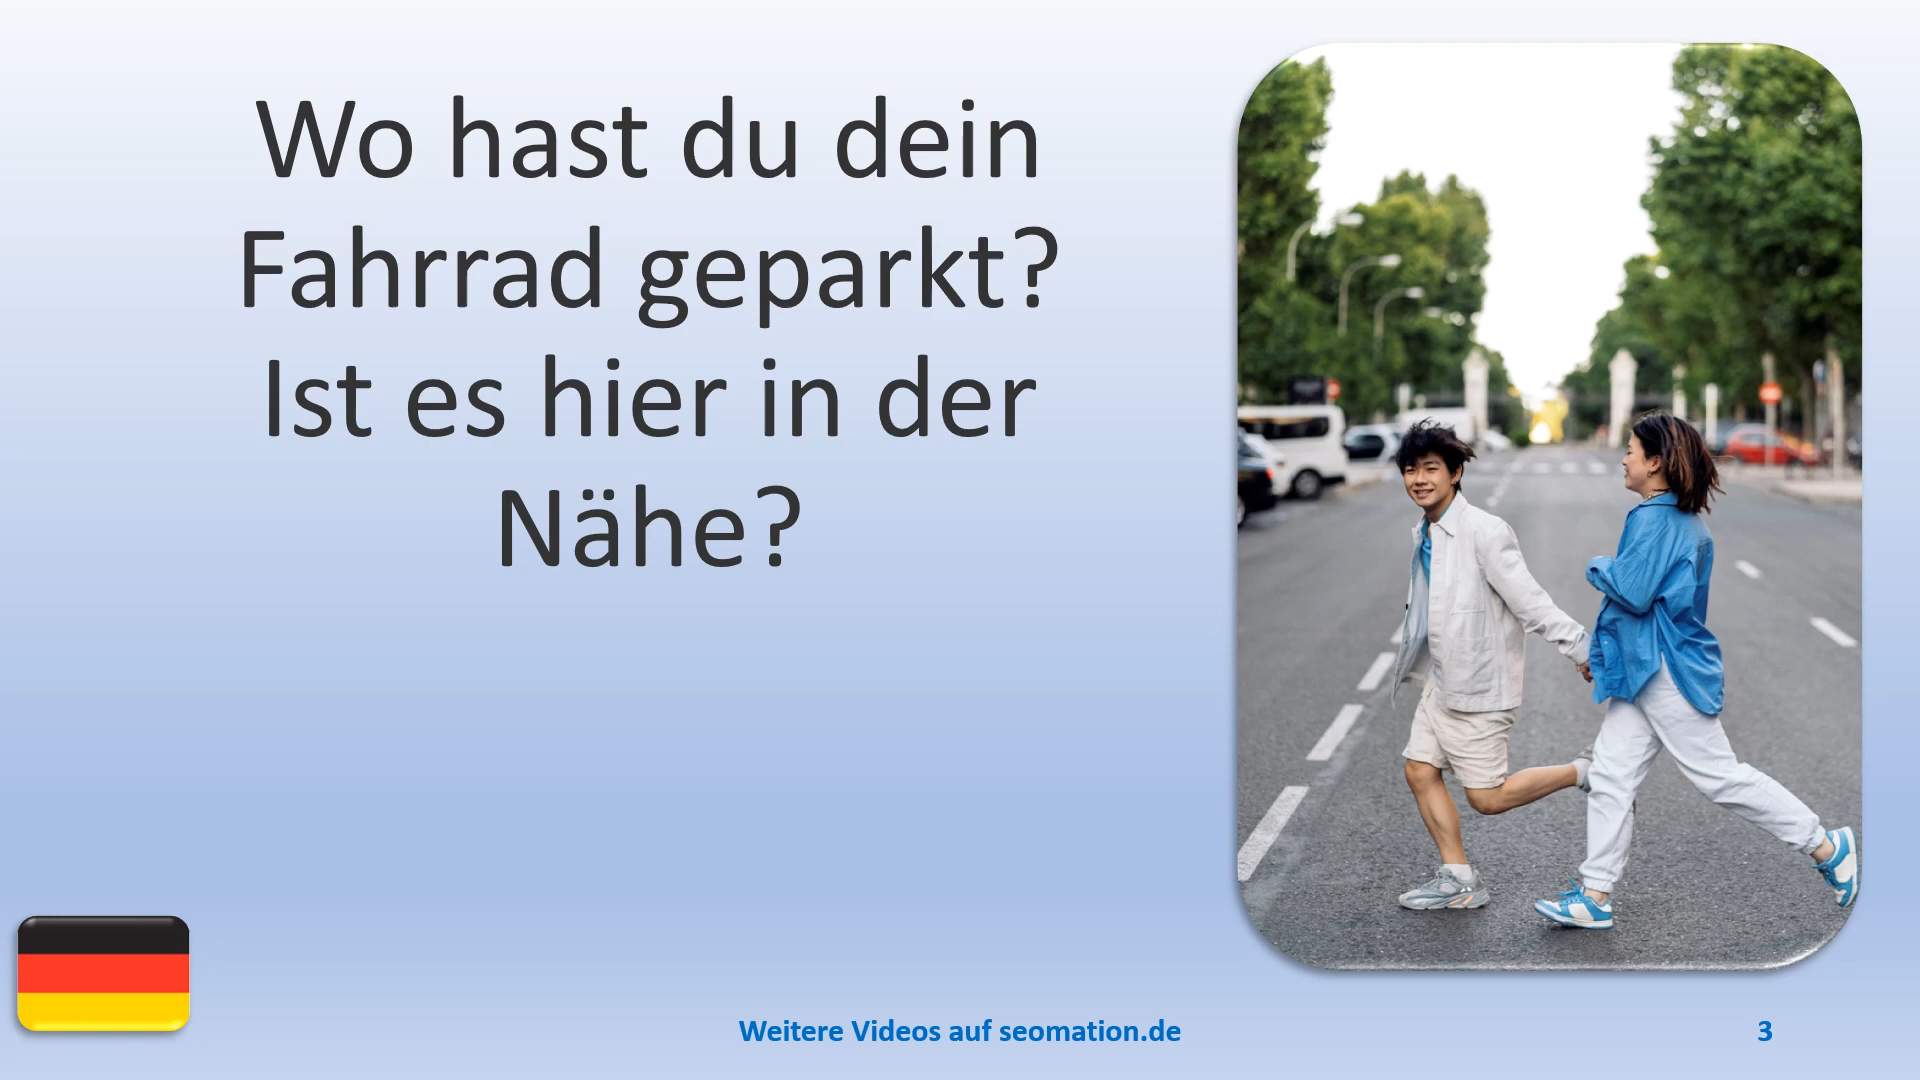 Wo hast du dein
Fahrrad geparkt?
Ist es hier in der
Nähe?
Weitere Videos auf seomation.de
3